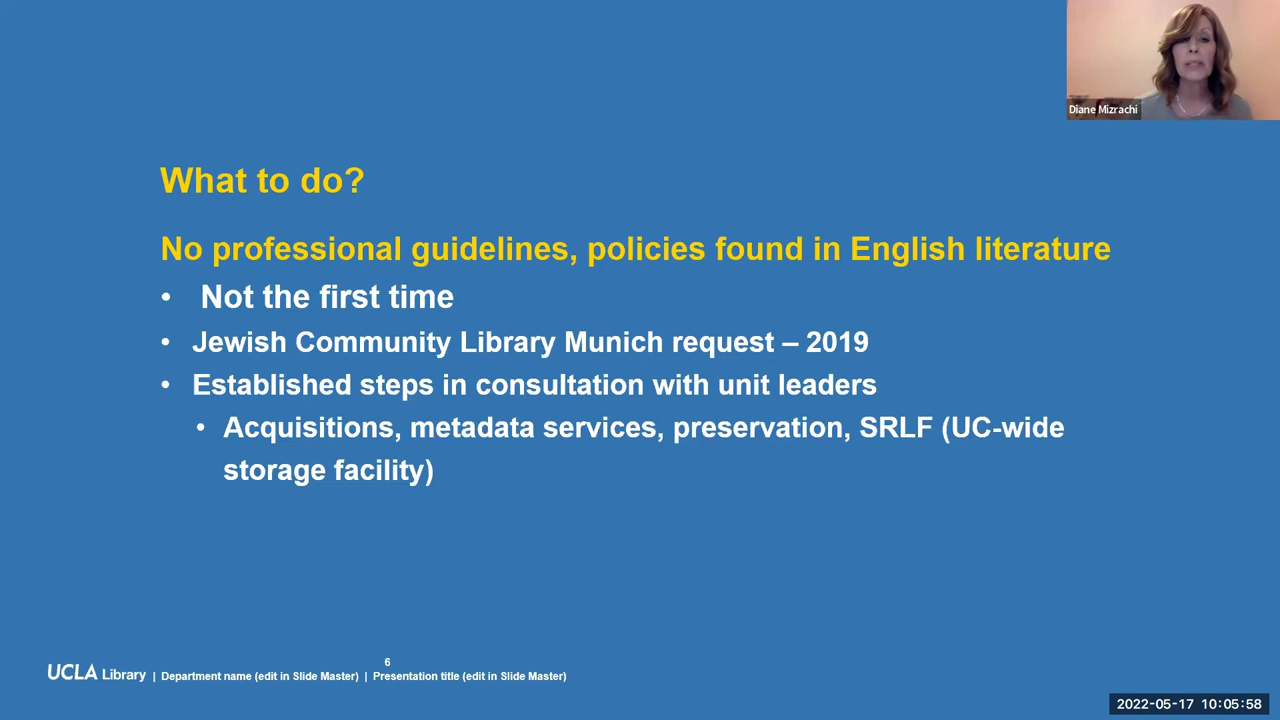 Diane Mizrachi
What to do?
No professional guidelines, policies found in English literature
• Not the first time
• Jewish Community Library Munich request – 2019
• Established steps in consultation with unit leaders
• Acquisitions, metadata services, preservation, SRLF (UC-wide
storage facility)
6
UCLA Library | Department name (edit in Slide Master) | Presentation title (edit in Slide Master)
2022-05-17 10:05:58